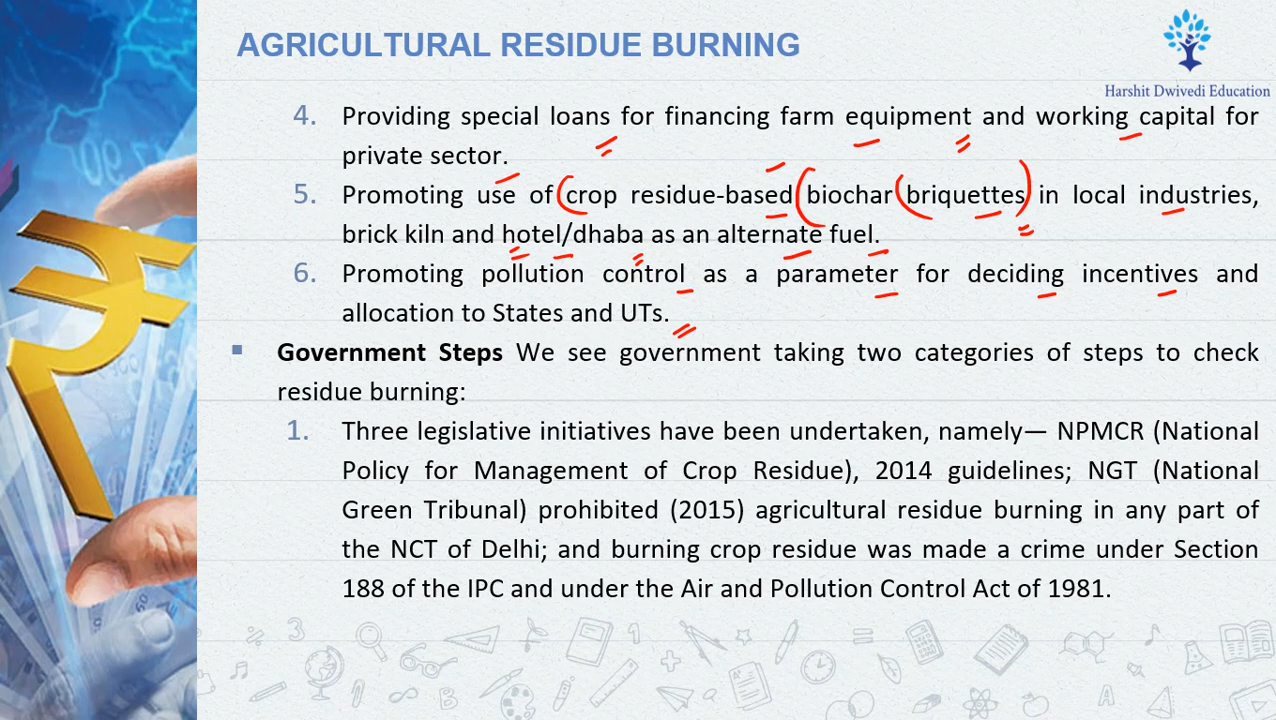 AGRICULTURAL RESIDUE BURNING
Harshit Dwivedi Education
4. Providing special loans for financing farm equipment and working capital for
private sector.
5. Promoting use of crop residue-based biochar briquettes in local industries,
brick kiln and hotel/dhaba as an alternate fuel.
6. Promoting pollution control as a parameter for deciding incentives and
allocation to States and UTs.
▪ Government Steps We see government taking two categories of steps to check
residue burning:
1. Three legislative initiatives have been undertaken, namely— NPMCR (National
Policy for Management of Crop Residue), 2014 guidelines; NGT (National
Green Tribunal) prohibited (2015) agricultural residue burning in any part of
the NCT of Delhi; and burning crop residue was made a crime under Section
188 of the IPC and under the Air and Pollution Control Act of 1981.